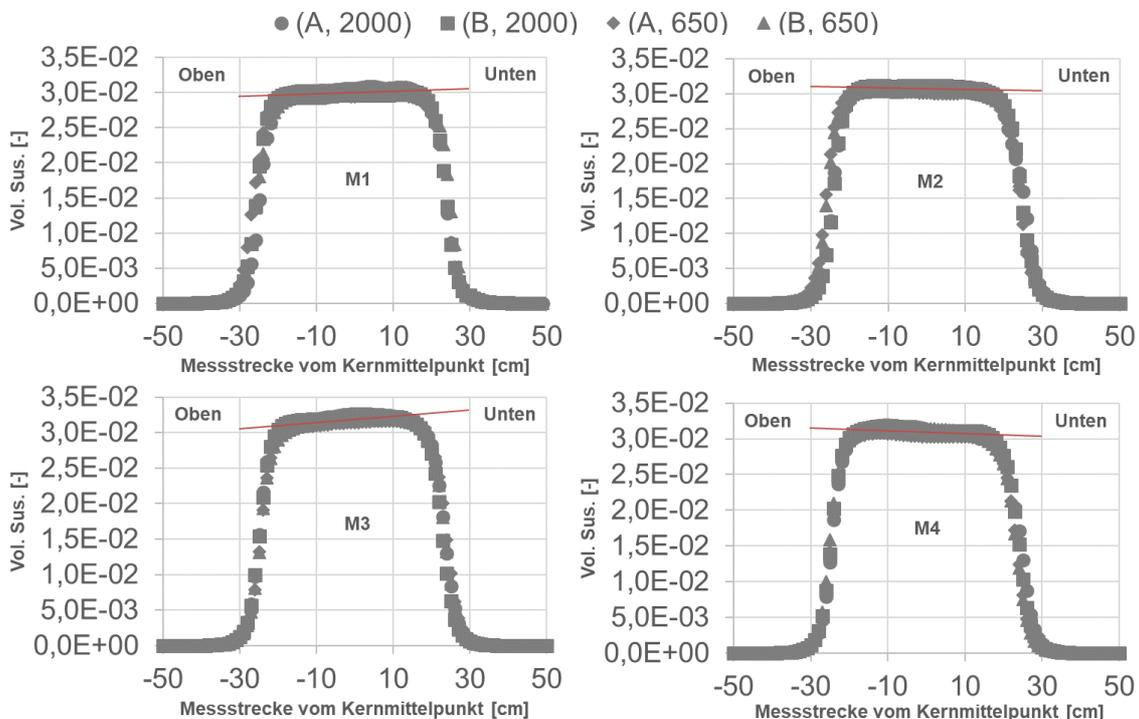 (A, 2000) (B, 2000) (A, 650) (B, 650)
3,5E-02
3,0E-02
2,5E-02
2,0E-02
1,5E-02
1,0E-02
5,0E-03
0,0E+00
Vol. Sus. [-]
Oben
Unten
M1
-50 -30 -10 10 30 50
Messstrecke vom Kernmittelpunkt [cm]
3,5E-02
3,0E-02
2,5E-02
2,0E-02
1,5E-02
1,0E-02
5,0E-03
0,0E+00
Vol. Sus. [-]
Oben
Unten
M2
-50 -30 -10 10 30 50
Messstrecke vom Kernmittelpunkt [cm]
3,5E-02
3,0E-02
2,5E-02
2,0E-02
1,5E-02
1,0E-02
5,0E-03
0,0E+00
Vol. Sus. [-]
Oben
Unten
M3
-50 -30 -10 10 30 50
Messstrecke vom Kernmittelpunkt [cm]
3,5E-02
3,0E-02
2,5E-02
2,0E-02
1,5E-02
1,0E-02
5,0E-03
0,0E+00
Vol. Sus. [-]
Oben
Unten
M4
-50 -30 -10 10 30 50
Messstrecke vom Kernmittelpunkt [cm]